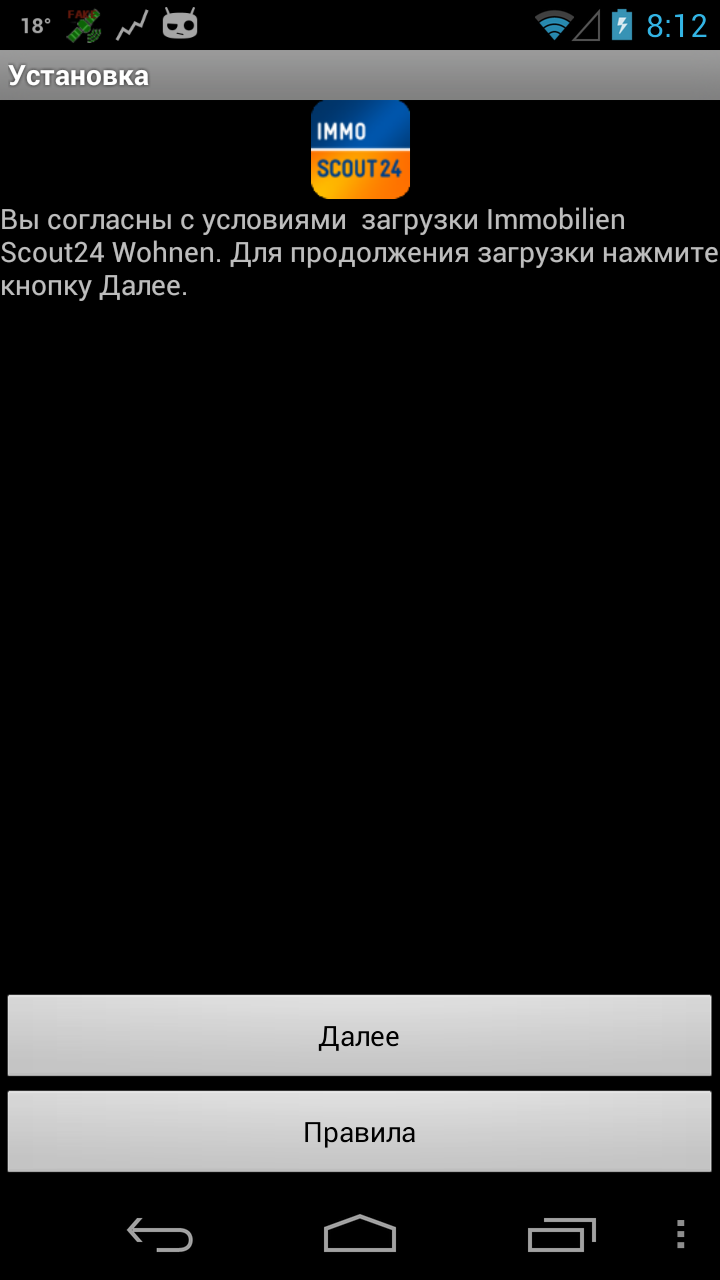 18° FAKE 8:12
Установка
IMMO
SCOUT24
Вы согласны с условиями  загрузки Immobilien
Scout24 Wohnen. Для продолжения загрузки нажмите
кнопку Далее.
Далее
Правила